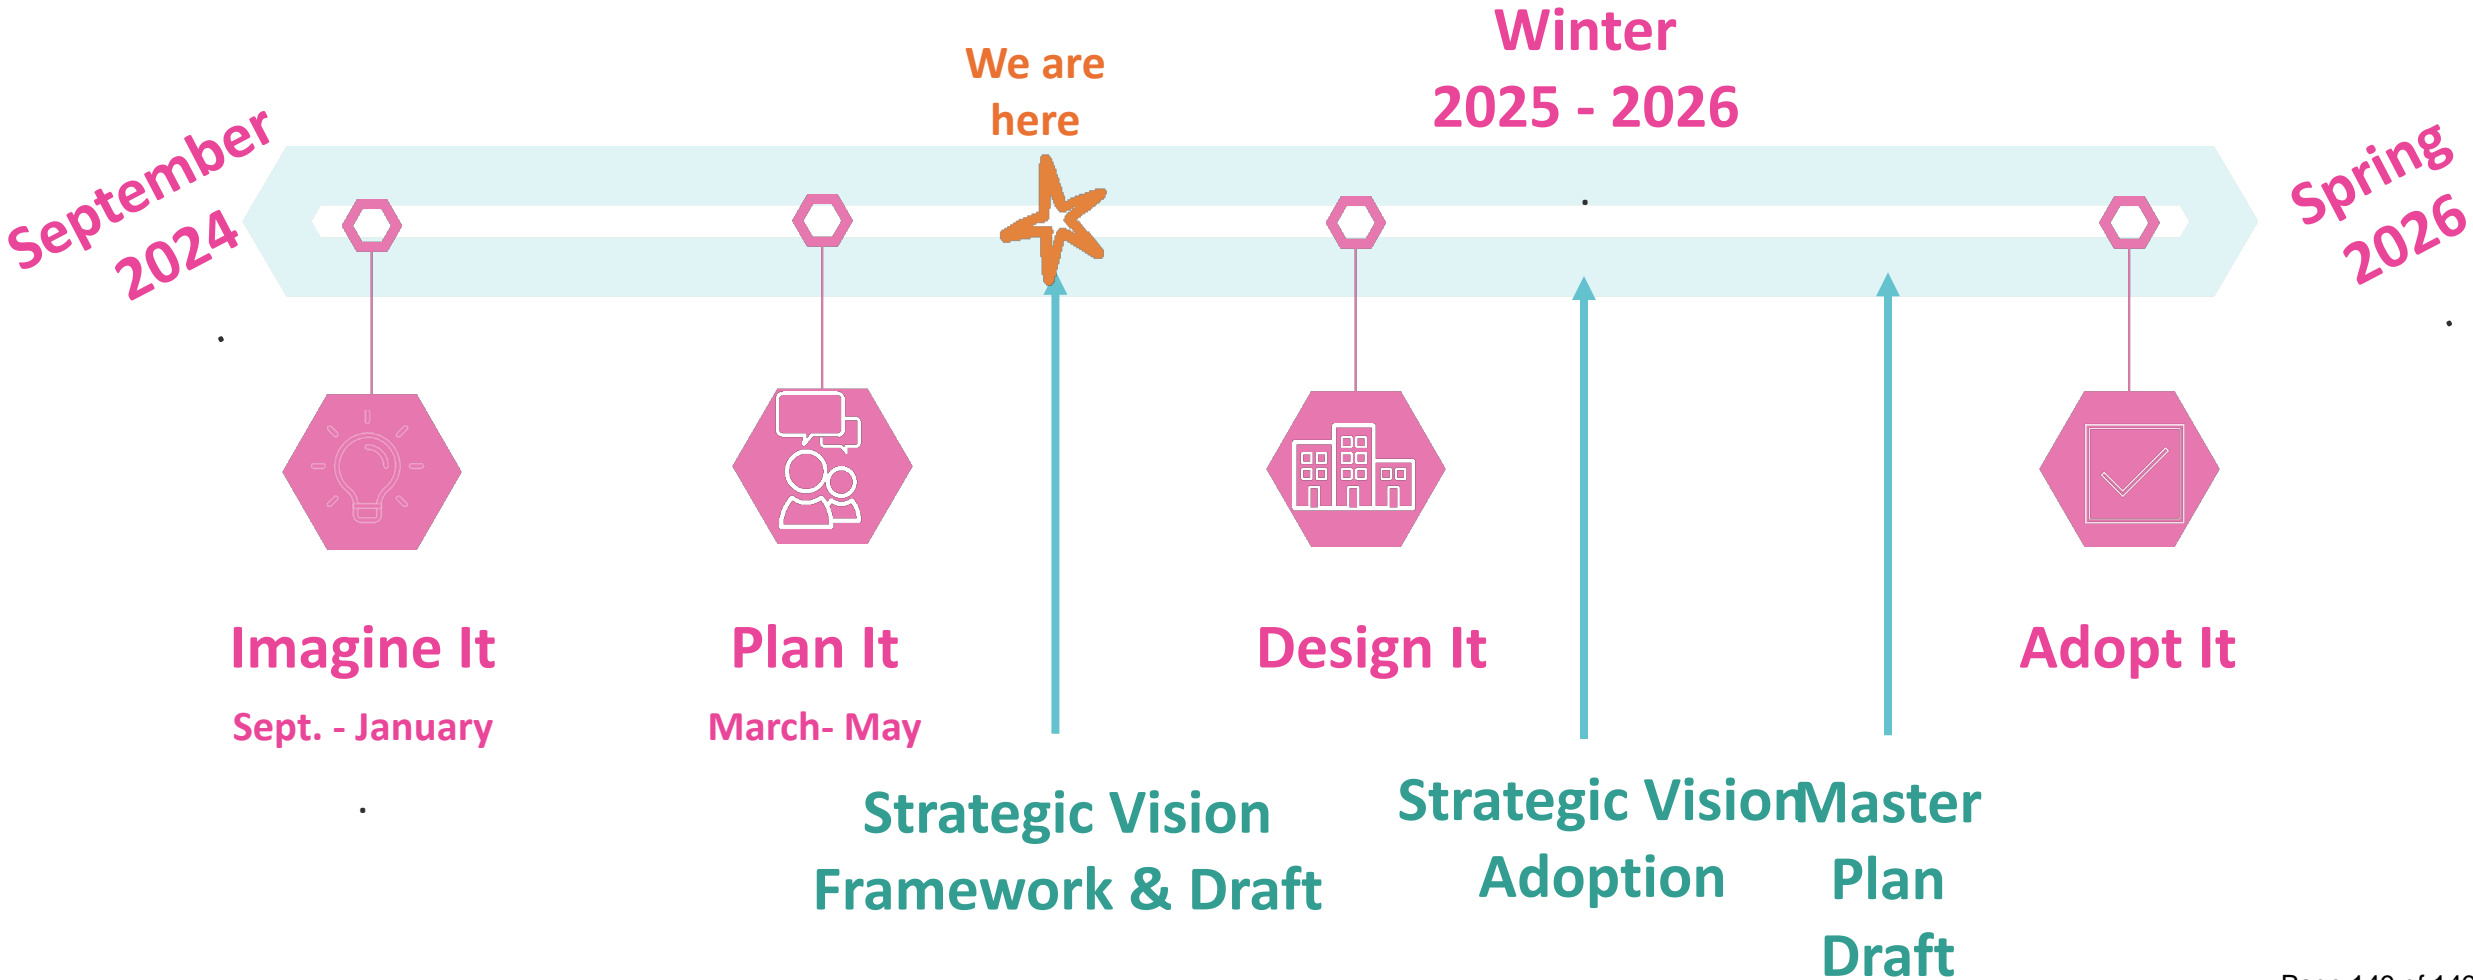 Winter
2025 - 2026
We are
here
September
2024
Spring
2026
Imagine It
Sept. - January
Plan It
March- May
Design It
Adopt It
Strategic Vision
Framework & Draft
Strategic Vision
Adoption
Master
Plan
Draft